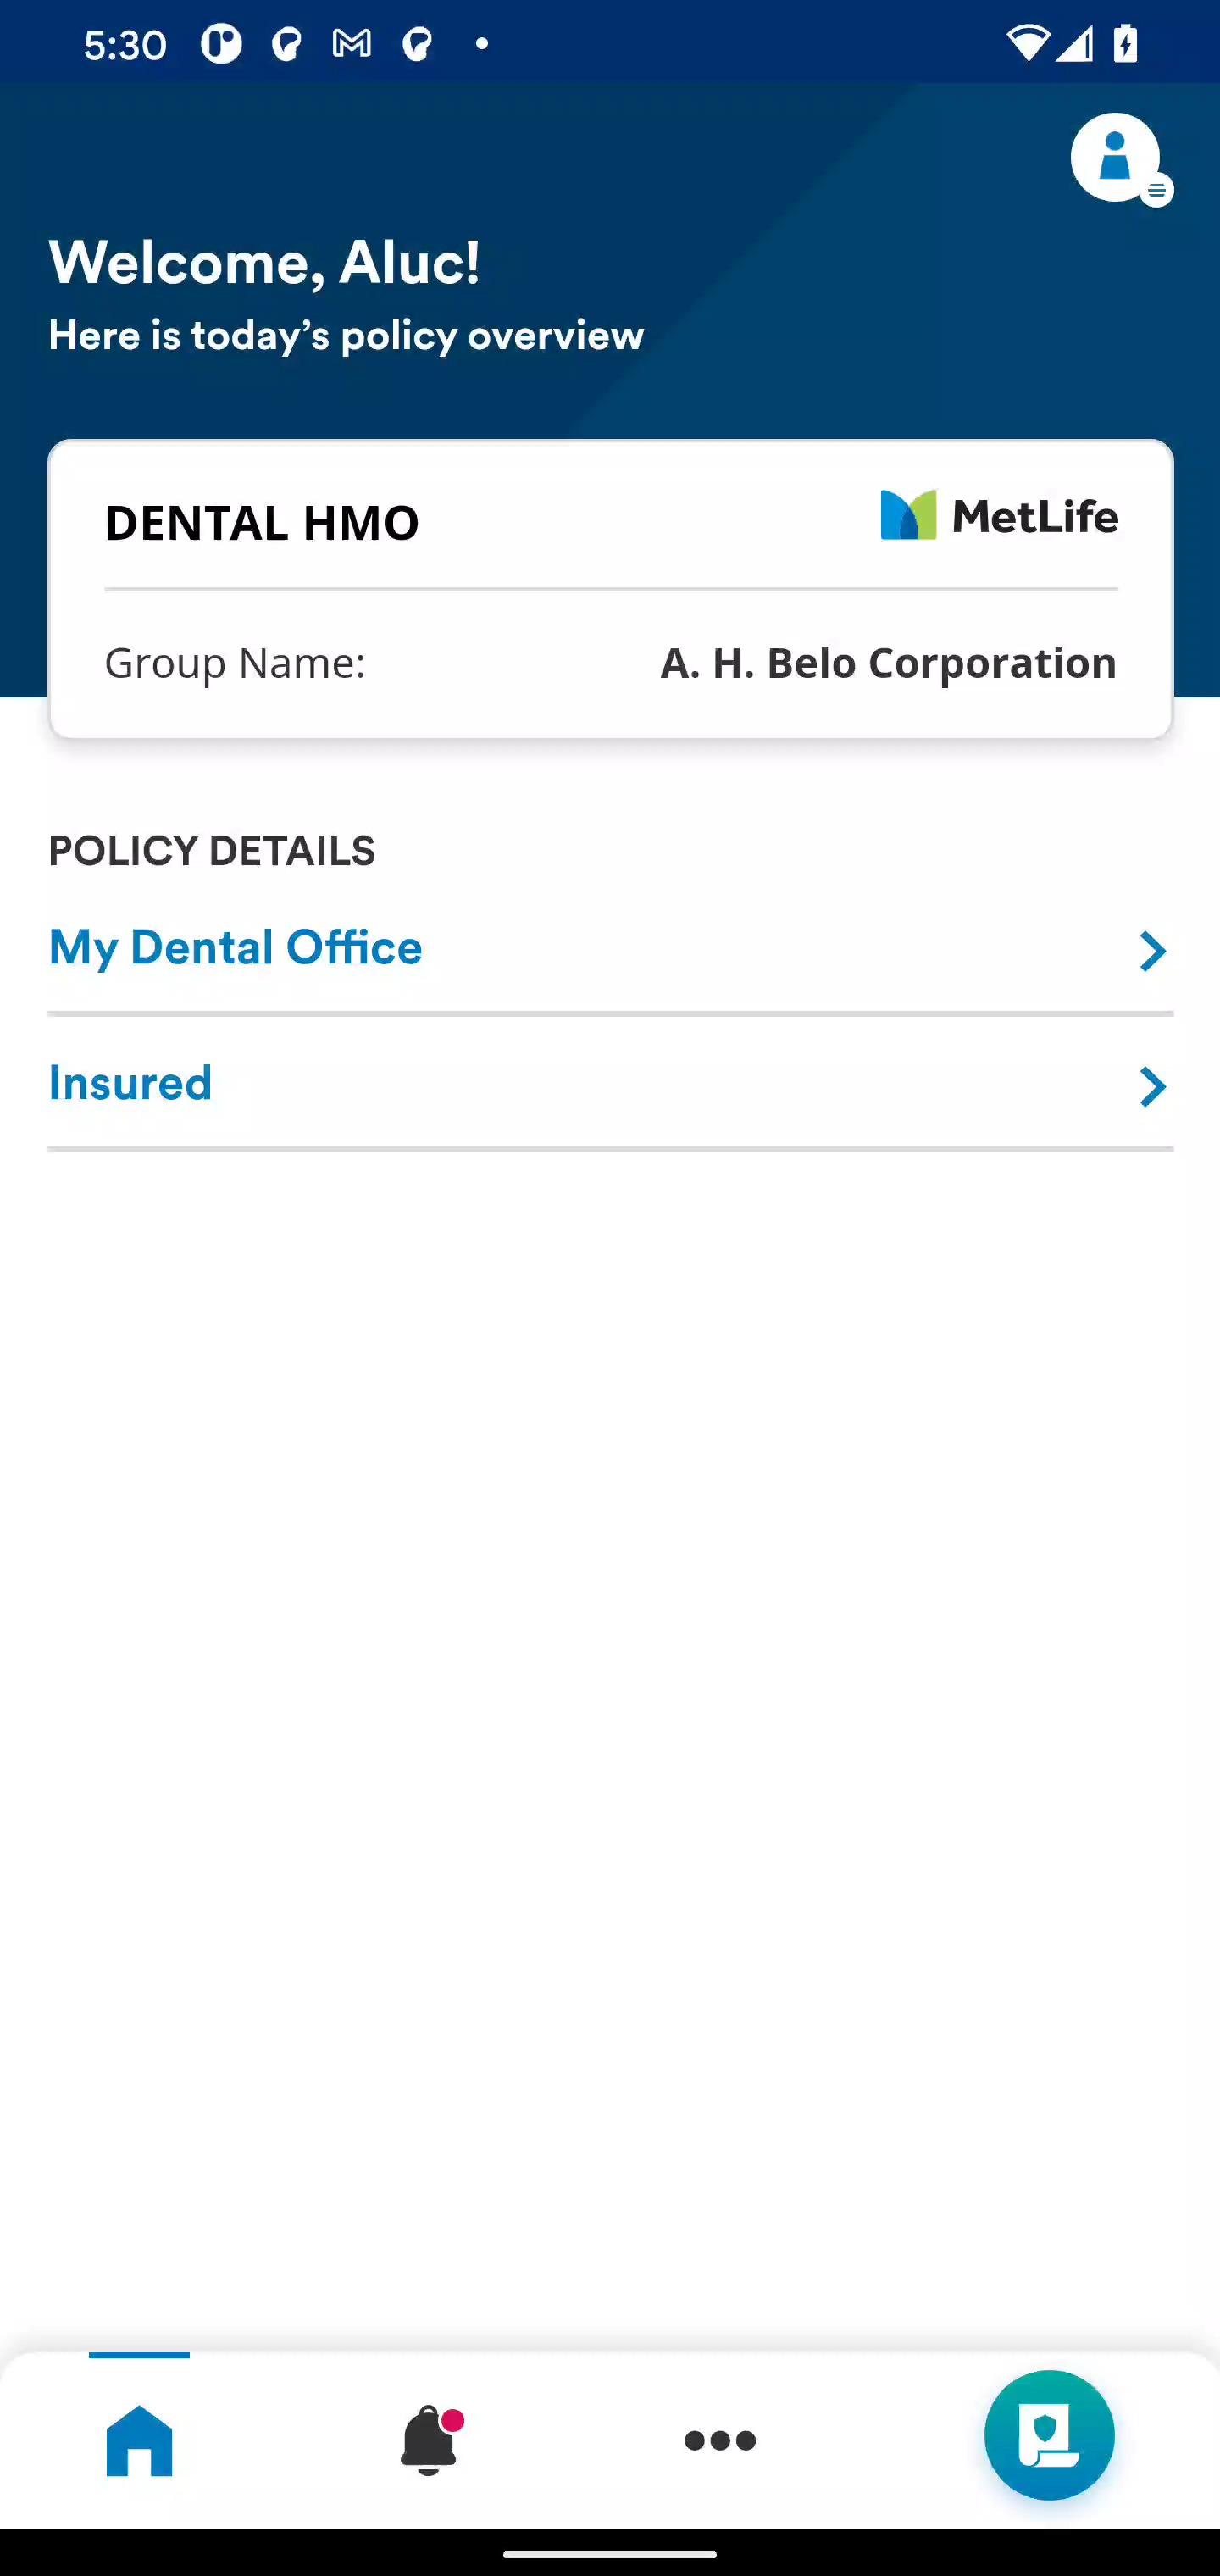 5:30
Welcome, Aluc!
Here is today’s policy overview
DENTAL HMO
MetLife
Group Name:
A. H. Belo Corporation
POLICY DETAILS
My Dental Office
Insured